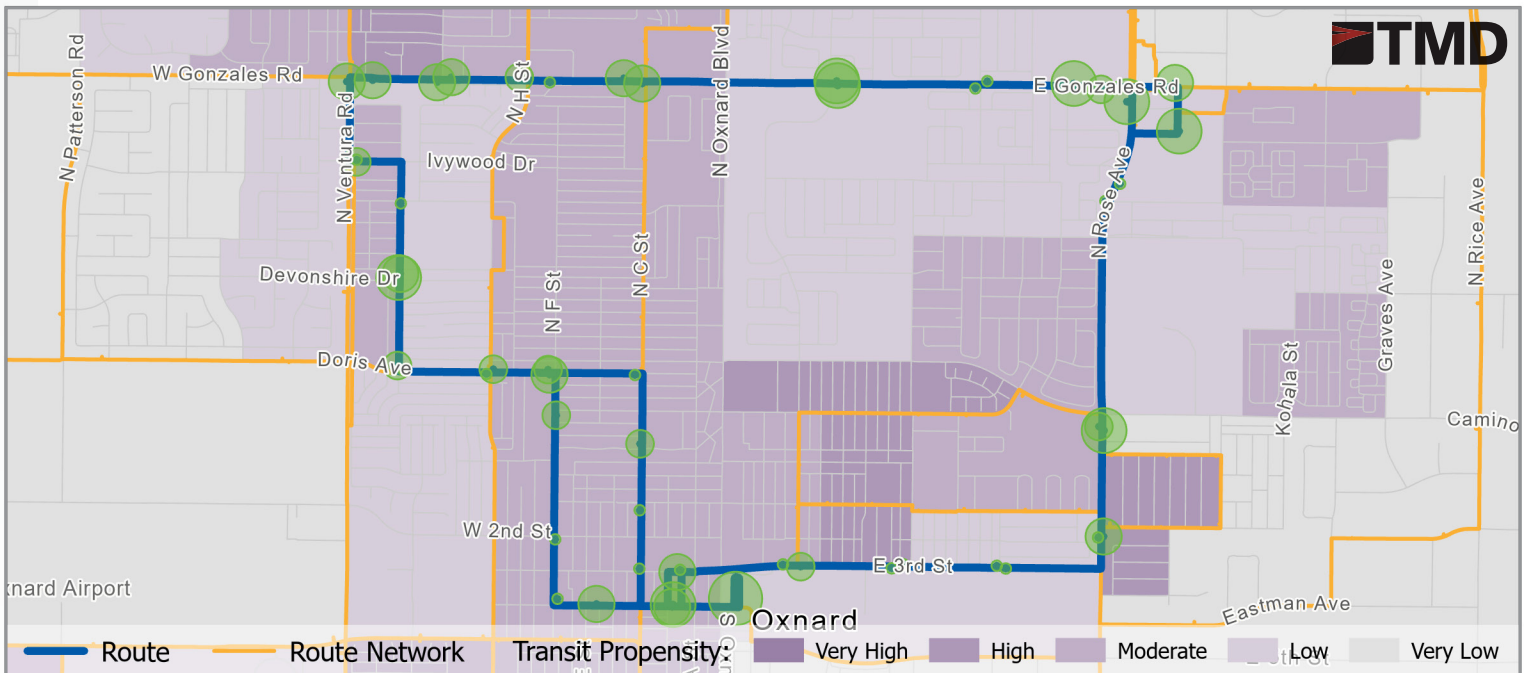 TMD
N Patterson Rd
W Gonzales Rd
N Ventura Rd
N H St
N Oxnard Blvd
E Gonzales Rd
Ivywood Dr
N Rose Ave
N Rice Ave
Devonshire Dr
N F St
N C St
Graves Ave
Kohala St
Doris Ave
Camino
W 2nd St
E 3rd St
xnard Airport
Oxnard
Eastman Ave
Route
Route Network
Transit Propensity:
Very High
High
Moderate
Low
Very Low